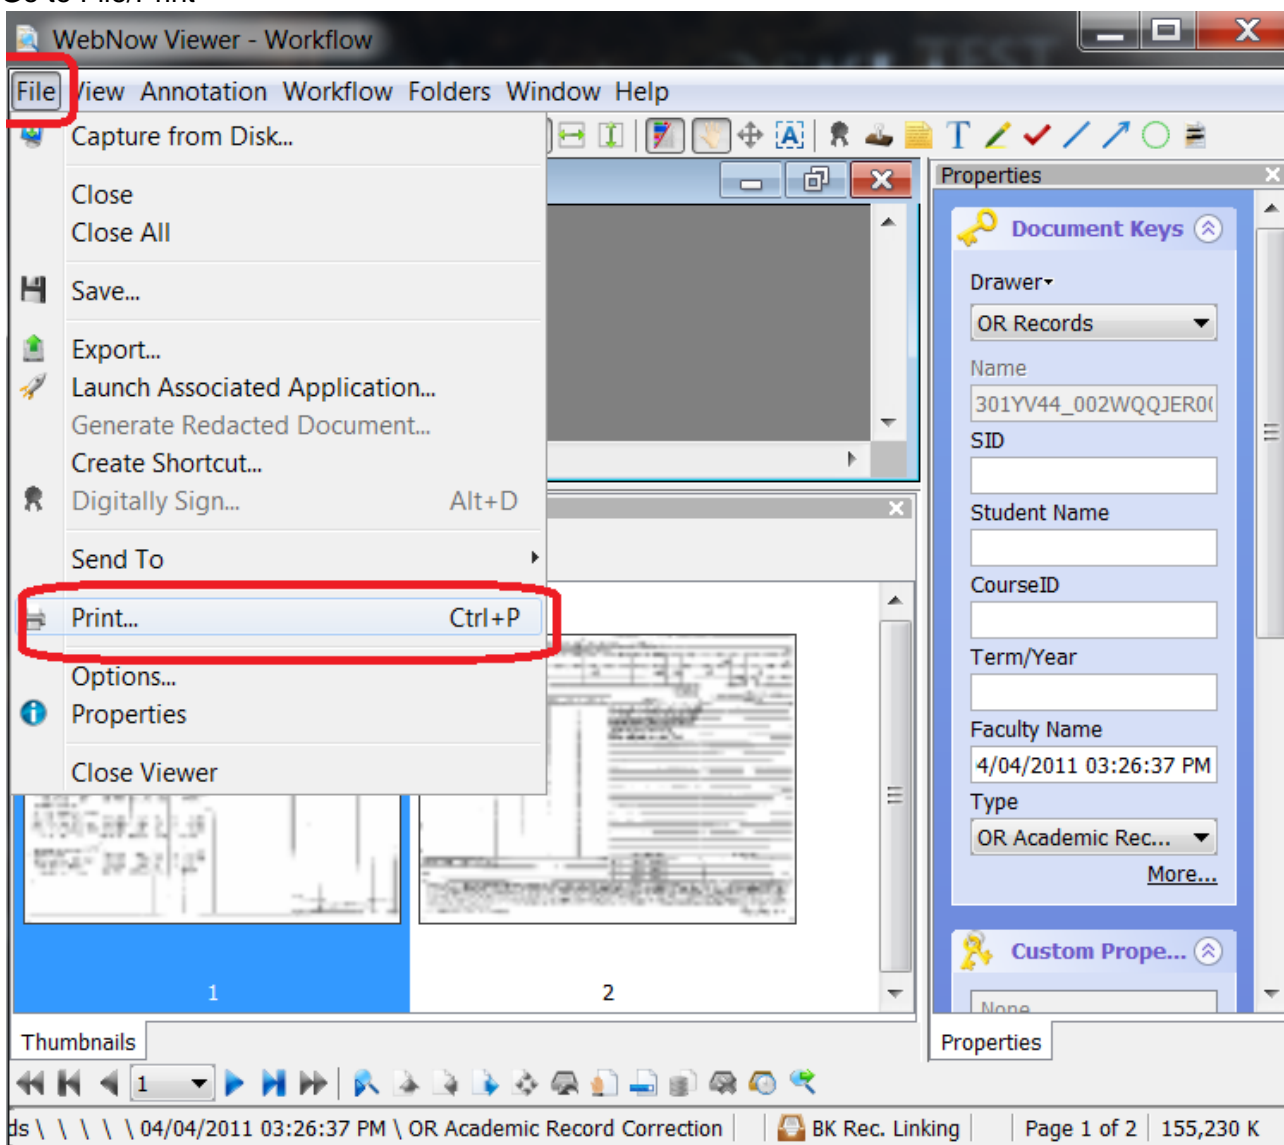 Go to File/Print
WebNow Viewer - Workflow
File View Annotation Workflow Folders Window Help
Capture from Disk...
Close
Close All
Save...
Export...
Launch Associated Application...
Generate Redacted Document...
Create Shortcut...
Digitally Sign... Alt+D
Send To
Print... Ctrl+P
Options...
Properties
Close Viewer
1 2
Thumbnails
Properties
Document Keys
Drawer
OR Records
Name
301YV44_002WQQJER0(
SID
Student Name
CourseID
Term/Year
Faculty Name
4/04/2011 03:26:37 PM
Type
OR Academic Rec...
More...
Custom Prope...
None
Properties
1
ds \ \ \ \ \ 04/04/2011 03:26:37 PM \ OR Academic Record Correction BK Rec. Linking Page 1 of 2 155,230 K